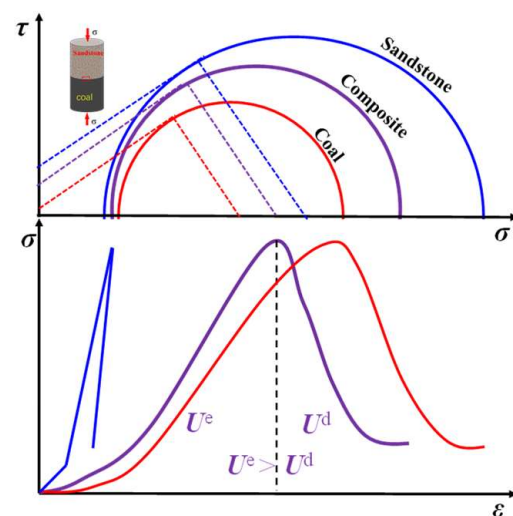 τ
σ
Sandstone
coal
σ
Sandstone
Composite
Coal
σ
σ
Uᵉ
Uᵈ
Uᵉ > Uᵈ
ε